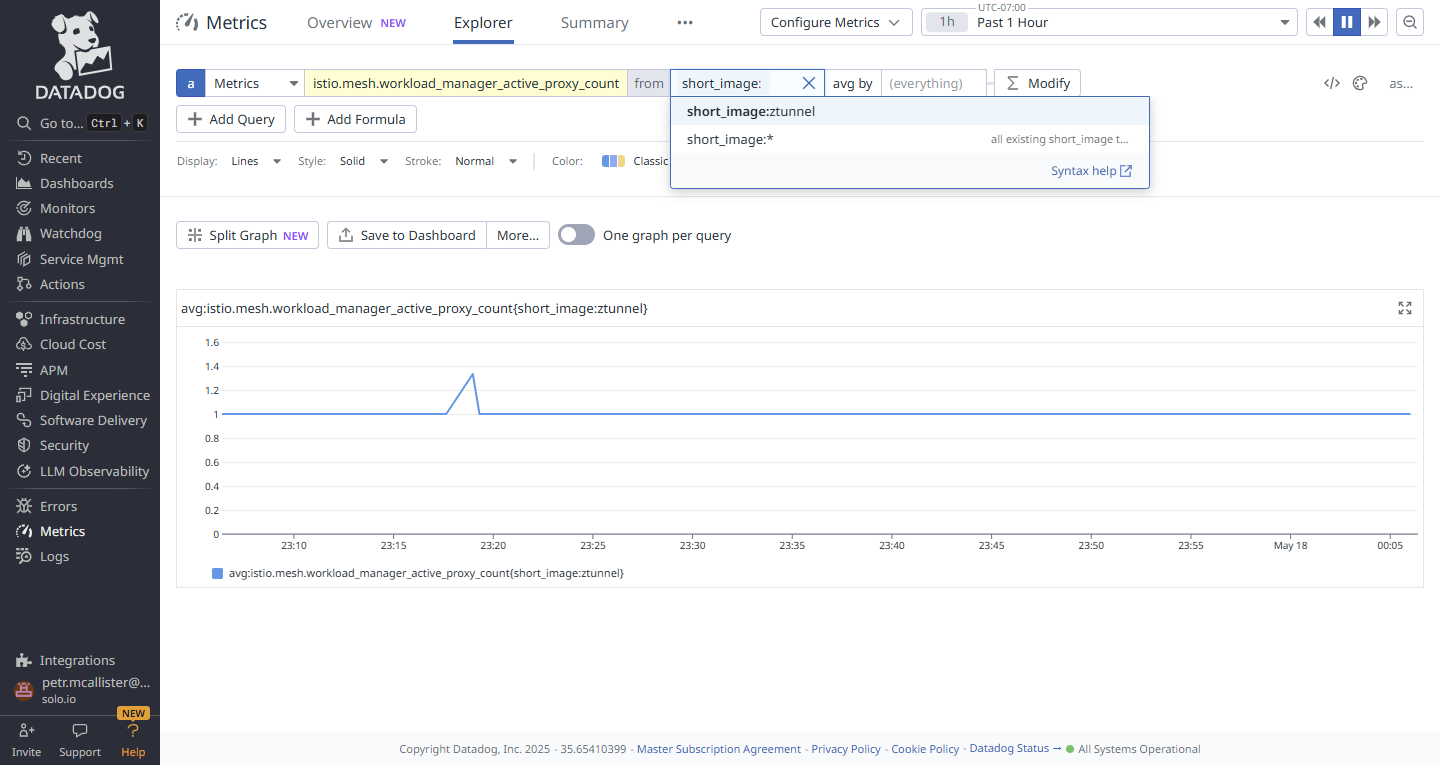 DATADOG
Go to... Ctrl + K
Recent
Dashboards
Monitors
Watchdog
Service Mgmt
Actions
Infrastructure
Cloud Cost
APM
Digital Experience
Software Delivery
Security
LLM Observability
Errors
Metrics
Logs
Integrations
petr.mcallister@...
solo.io
NEW
Invite Support Help
Metrics Overview NEW Explorer Summary ••• Configure Metrics
UTC-07:00
1h Past 1 Hour
a Metrics istio.mesh.workload_manager_active_proxy_count from short_image: avg by (everything) Σ Modify </> as...
short_image:ztunnel
short_image:* all existing short_image t...
Syntax help
+ Add Query + Add Formula
Display: Lines Style: Solid Stroke: Normal Color: Classic
Split Graph NEW Save to Dashboard More... One graph per query
avg:istio.mesh.workload_manager_active_proxy_count{short_image:ztunnel}
1.6
1.4
1.2
1
0.8
0.6
0.4
0.2
0
23:10 23:15 23:20 23:25 23:30 23:35 23:40 23:45 23:50 23:55 May 18 00:05
avg:istio.mesh.workload_manager_active_proxy_count{short_image:ztunnel}
Copyright Datadog, Inc. 2025 - 35.65410399 - Master Subscription Agreement - Privacy Policy - Cookie Policy - Datadog Status → All Systems Operational